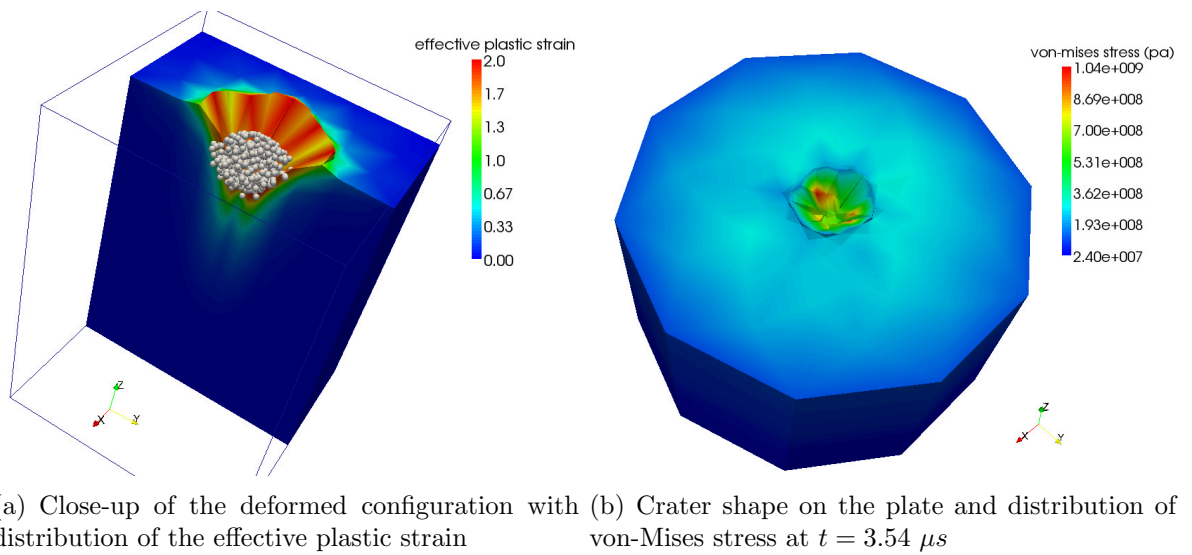 effective plastic strain
2.0
1.7
1.3
1.0
0.67
0.33
0.00
Z
X
Y
von-mises stress (pa)
1.04e+009
8.69e+008
7.00e+008
5.31e+008
3.62e+008
1.93e+008
2.40e+007
Z
X
Y
(a) Close-up of the deformed configuration with
distribution of the effective plastic strain
(b) Crater shape on the plate and distribution of
von-Mises stress at t = 3.54 μs